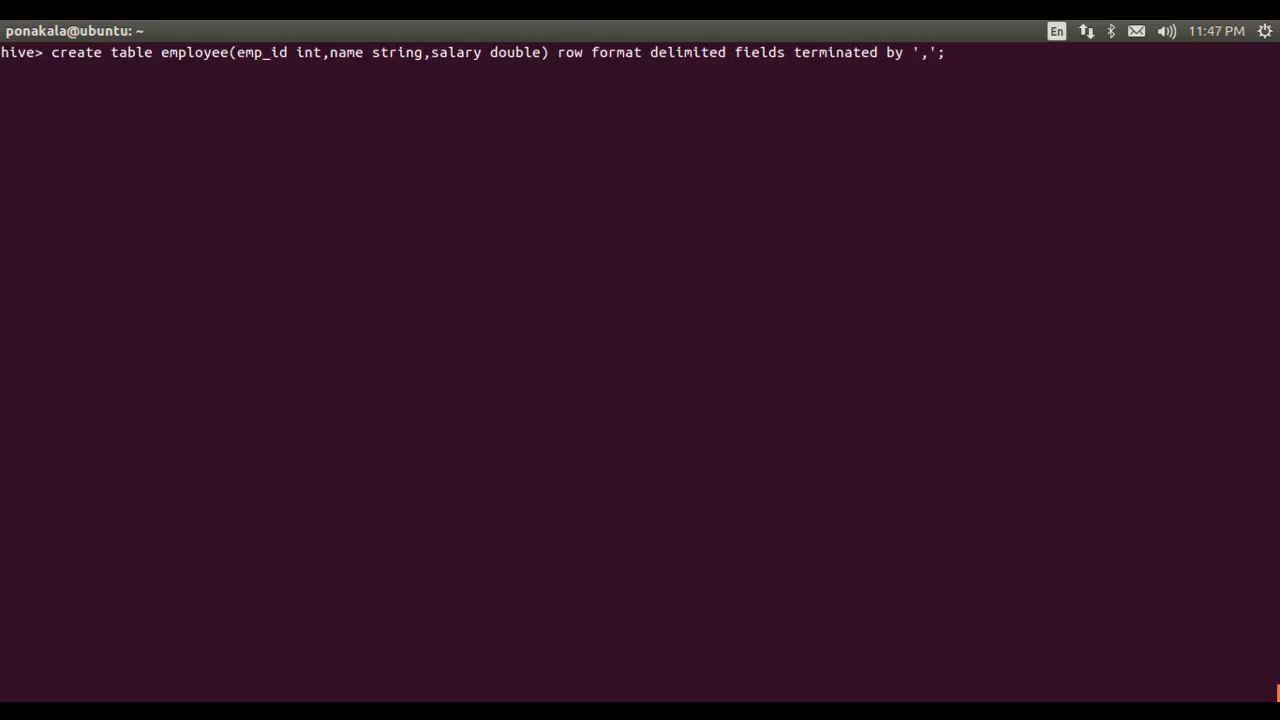 ponakala@ubuntu: ~
En
11:47 PM
hive> create table employee(emp_id int,name string,salary double) row format delimited fields terminated by ',';